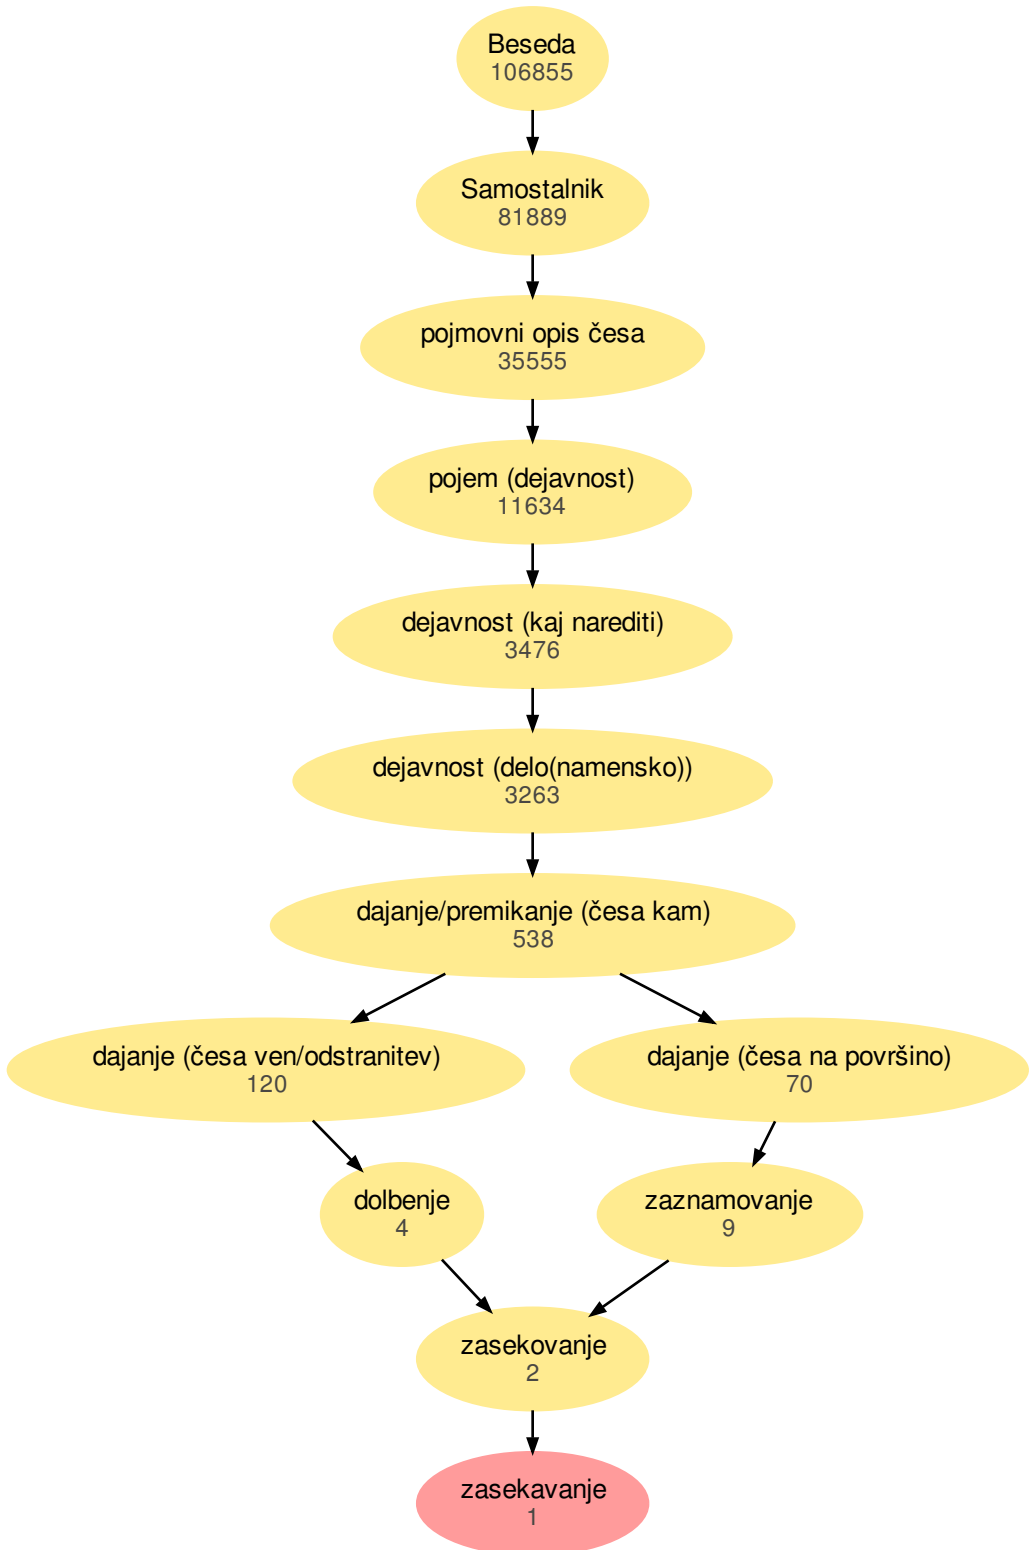 Beseda
106855
Samostalnik
81889
pojmovni opis česa
35555
pojem (dejavnost)
11634
dejavnost (kaj narediti)
3476
dejavnost (delo(namensko))
3263
dajanje/premikanje (česa kam)
538
dajanje (česa ven/odstranitev)
120
dajanje (česa na površino)
70
dolbenje
4
zaznamovanje
9
zasekovanje
2
zasekavanje
1